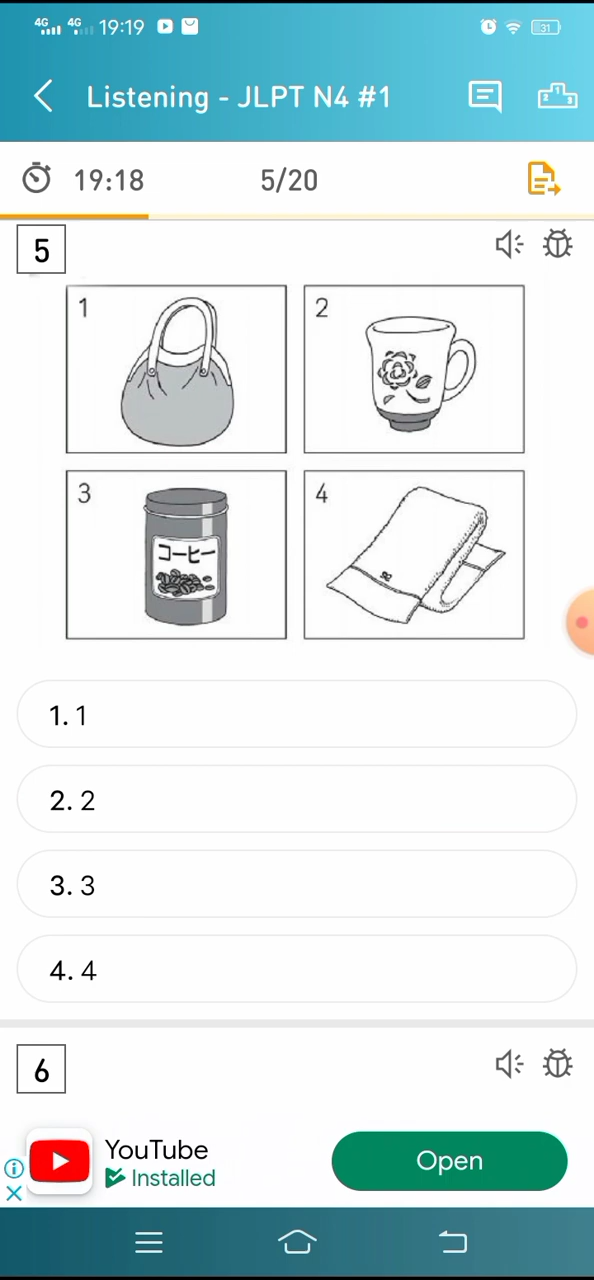 4G 4G 19:19 31
Listening - JLPT N4 #1
19:18 5/20
5
1 2
コーヒー
3 4
1. 1
2. 2
3. 3
4. 4
6
YouTube
Installed
Open